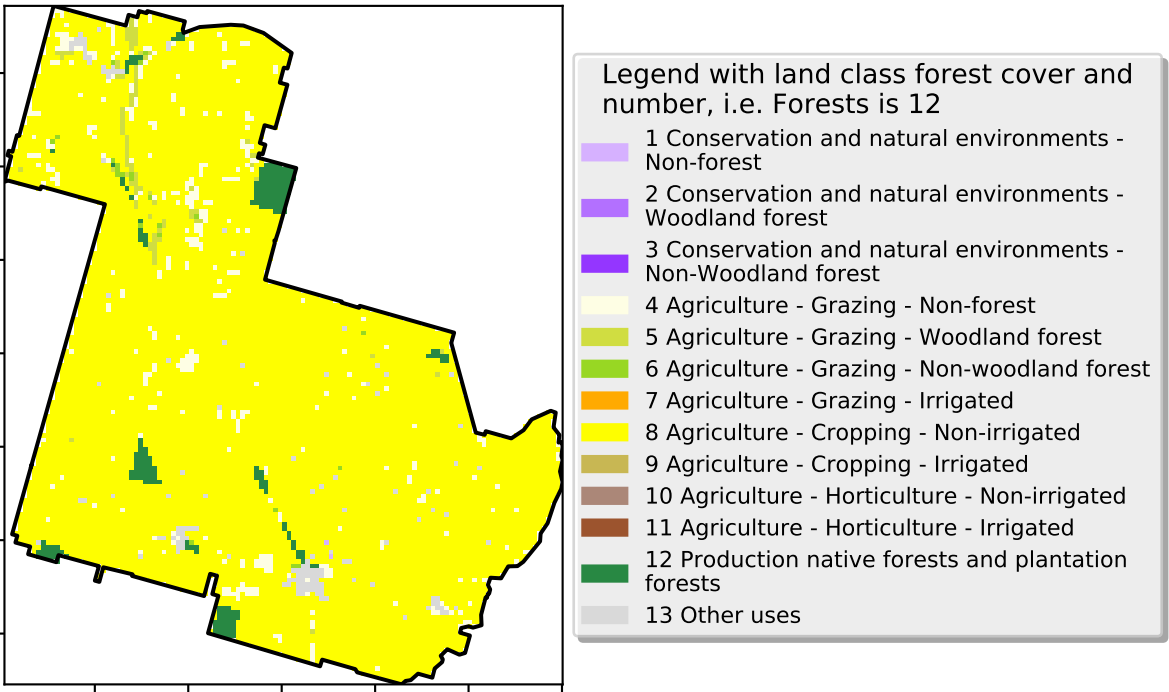 Legend with land class forest cover and
number, i.e. Forests is 12
1 Conservation and natural environments -
Non-forest
2 Conservation and natural environments -
Woodland forest
3 Conservation and natural environments -
Non-Woodland forest
4 Agriculture - Grazing - Non-forest
5 Agriculture - Grazing - Woodland forest
6 Agriculture - Grazing - Non-woodland forest
7 Agriculture - Grazing - Irrigated
8 Agriculture - Cropping - Non-irrigated
9 Agriculture - Cropping - Irrigated
10 Agriculture - Horticulture - Non-irrigated
11 Agriculture - Horticulture - Irrigated
12 Production native forests and plantation
forests
13 Other uses